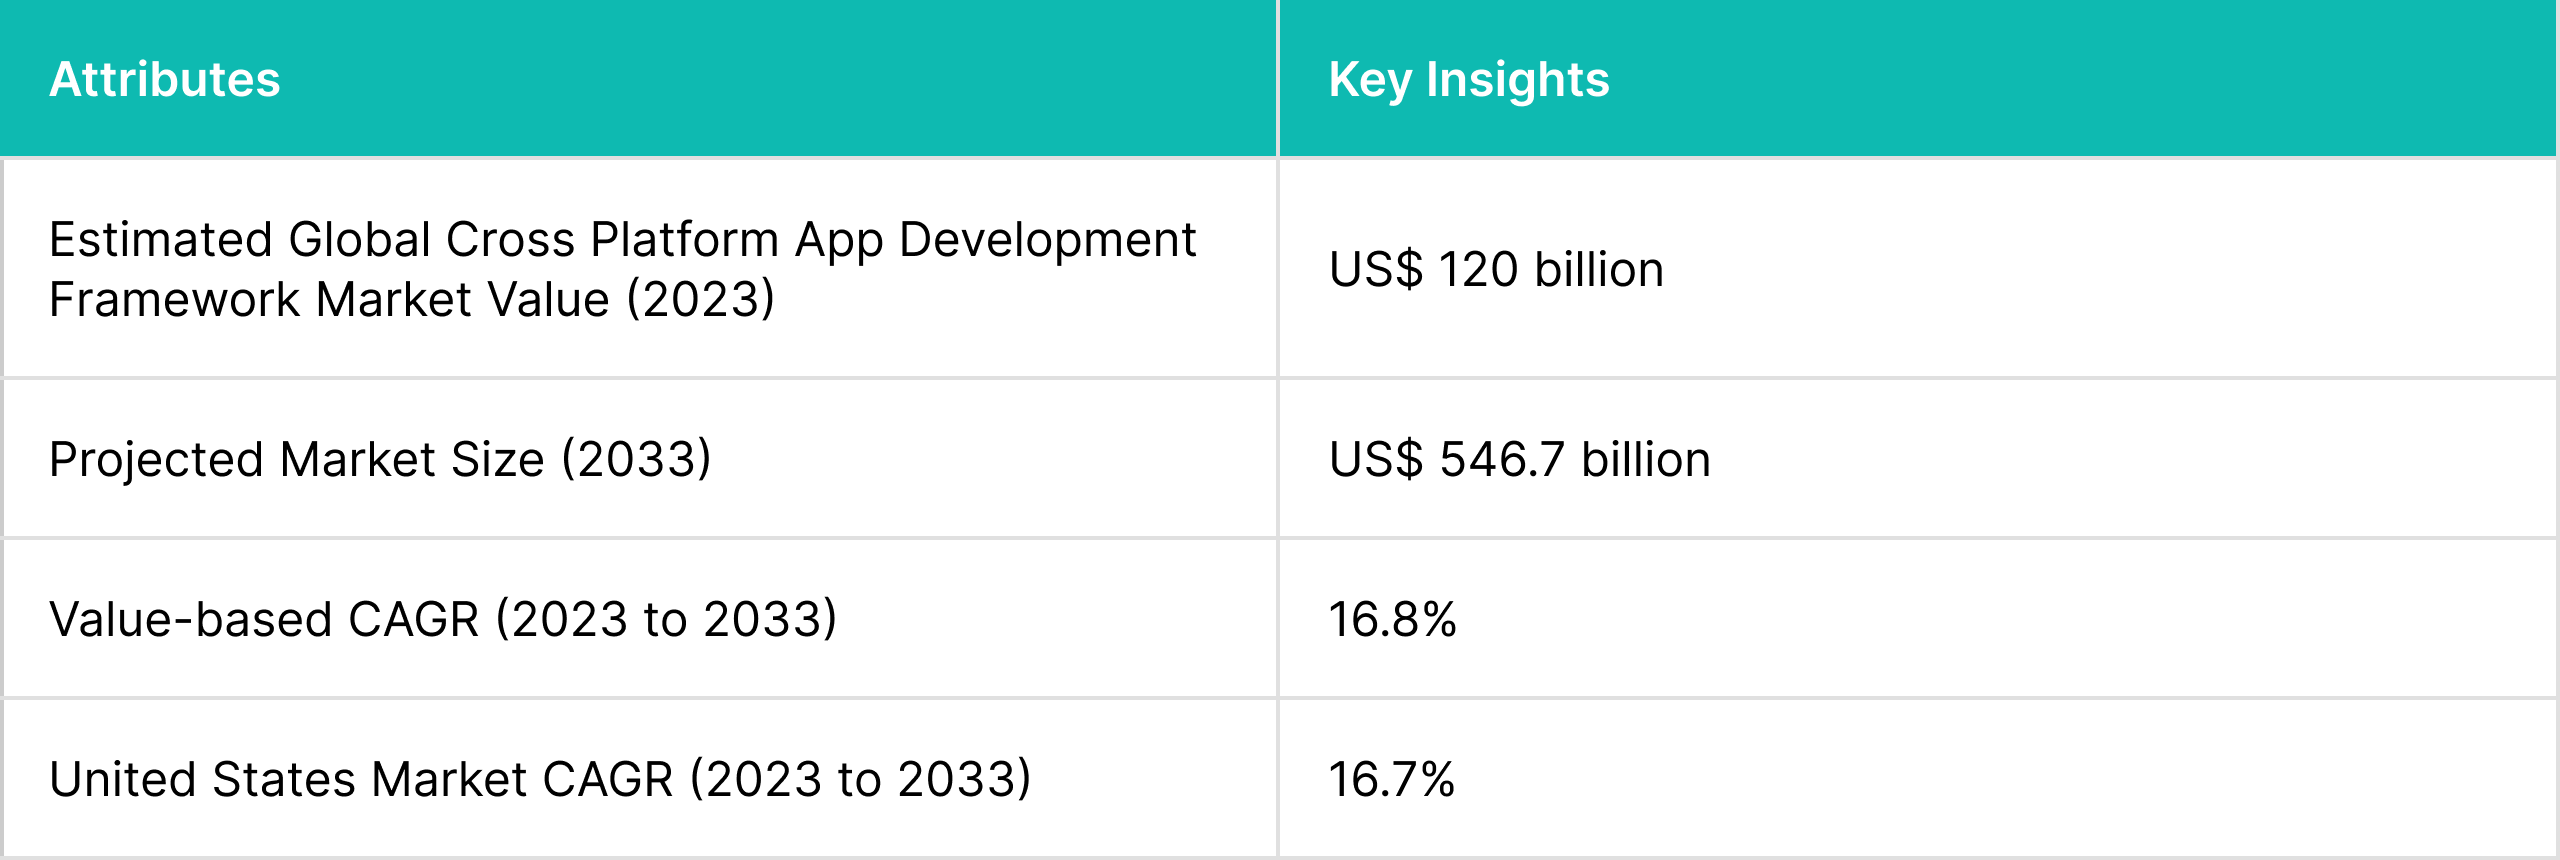 Attributes
Key Insights
Estimated Global Cross Platform App Development
Framework Market Value (2023)
US$ 120 billion
Projected Market Size (2033)
US$ 546.7 billion
Value-based CAGR (2023 to 2033)
16.8%
United States Market CAGR (2023 to 2033)
16.7%